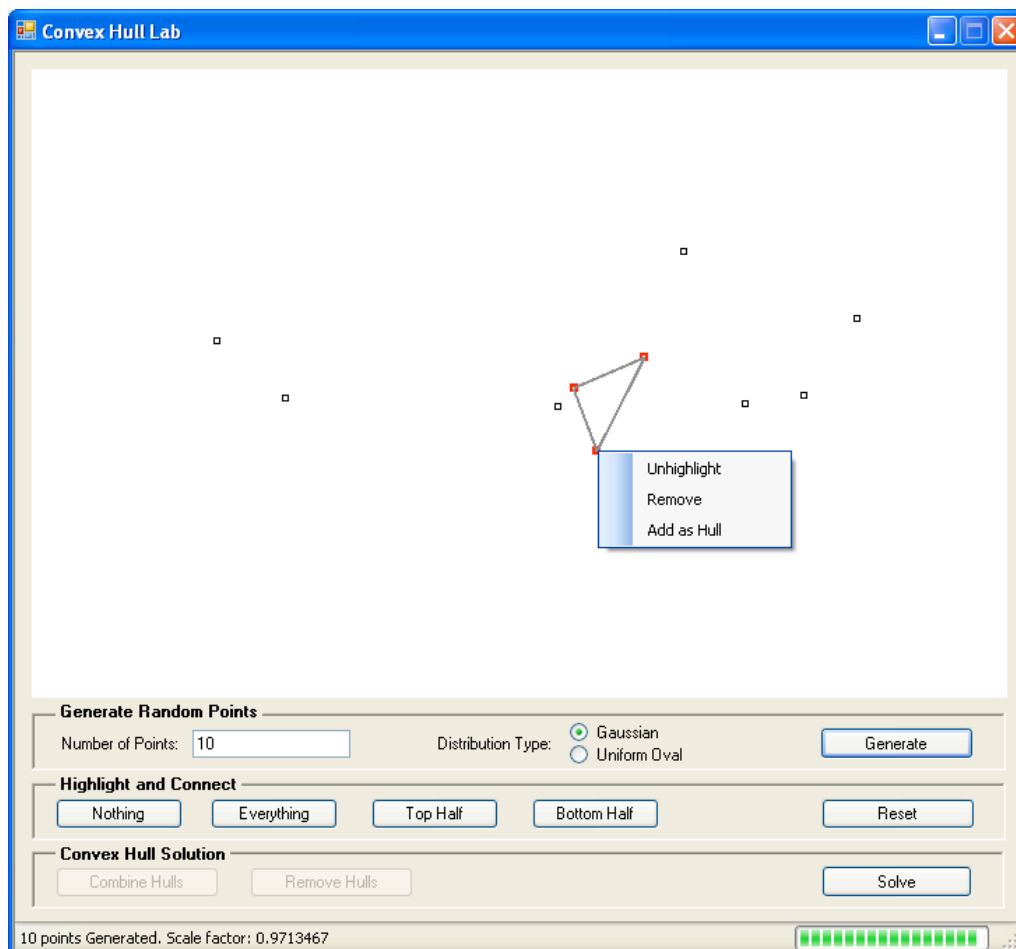 Convex Hull Lab
Unhighlight
Remove
Add as Hull
Generate Random Points
Number of Points: 10 Distribution Type: Gaussian
Uniform Oval
Generate
Highlight and Connect
Nothing Everything Top Half Bottom Half Reset
Convex Hull Solution
Combine Hulls Remove Hulls Solve
10 points Generated. Scale factor: 0.9713467